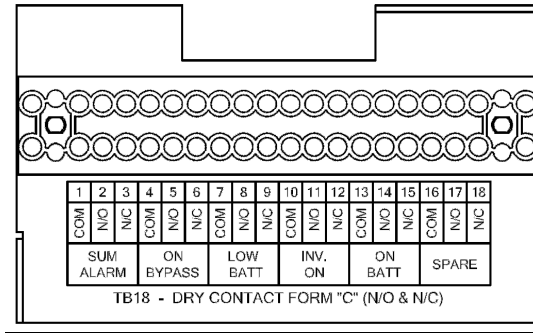 1 2 3 4 5 6 7 8 9 10 11 12 13 14 15 16 17 18
COM N/O N/C COM N/O N/C COM N/O N/C COM N/O N/C COM N/O N/C COM N/O N/C
SUM ALARM ON BYPASS LOW BATT INV. ON ON BATT SPARE
TB18 - DRY CONTACT FORM "C" (N/O & N/C)